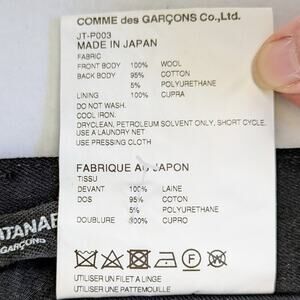 COMME des GARÇONS Co.,Ltd.
JT-P003
MADE IN JAPAN
FABRIC
FRONT BODY 100% WOOL
BACK BODY 95% COTTON
5% POLYURETHANE
LINING 100% CUPRA
DO NOT WASH.
COOL IRON.
DRYCLEAN, PETROLEUM SOLVENT ONLY, SHORT CYCLE.
USE A LAUNDRY NET
USE PRESSING CLOTH
FABRIQUE AU JAPON
TISSU
DEVANT 100% LAINE
DOS 95% COTON
5% POLYURETHANE
DOUBLURE 100% CUPRO
UTILISER UN FILET A LINGE
UTILISER UNE PATTEMOUILLE
ATANABE
GARÇONS